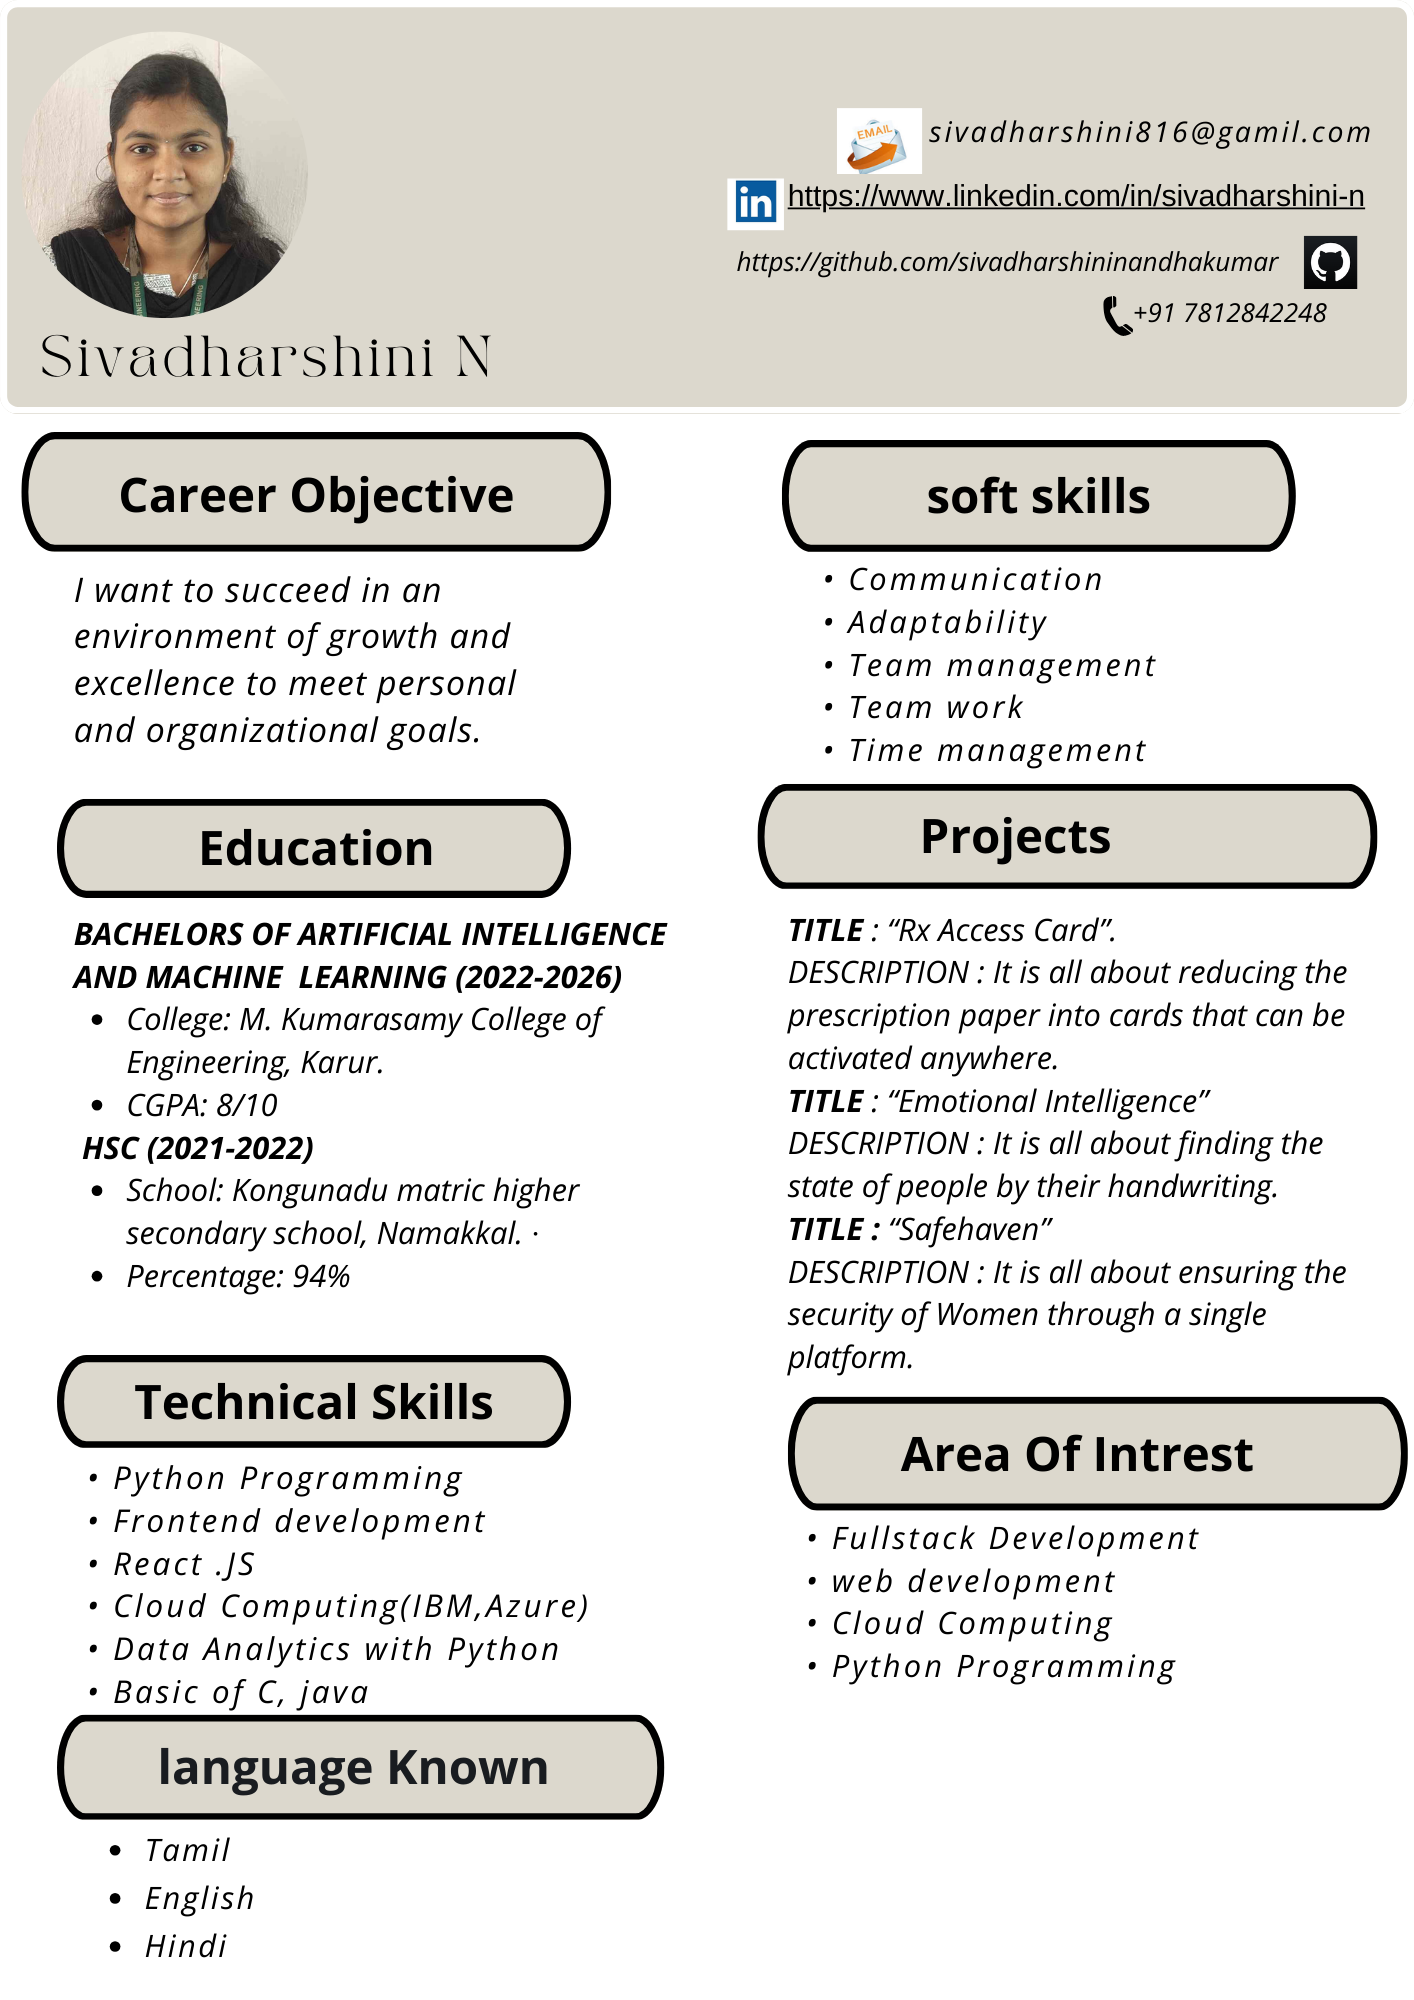 EMAIL
sivadharshini816@gamil.com
in
https://www.linkedin.com/in/sivadharshini-n
https://github.com/sivadharshininandhakumar
+91 7812842248
NEERING
EERING
Sivadharshini N
Career Objective
I want to succeed in an
environment of growth and
excellence to meet personal
and organizational goals.
Education
BACHELORS OF ARTIFICIAL INTELLIGENCE
AND MACHINE  LEARNING (2022-2026)
• College: M. Kumarasamy College of
Engineering, Karur.
• CGPA: 8/10
HSC (2021-2022)
• School: Kongunadu matric higher
secondary school, Namakkal. ·
• Percentage: 94%
Technical Skills
• Python Programming
• Frontend development
• React .JS
• Cloud Computing(IBM,Azure)
• Data Analytics with Python
• Basic of C, java
language Known
• Tamil
• English
• Hindi
soft skills
• Communication
• Adaptability
• Team management
• Team work
• Time management
Projects
TITLE : “Rx Access Card”.
DESCRIPTION : It is all about reducing the
prescription paper into cards that can be
activated anywhere.
TITLE : “Emotional Intelligence”
DESCRIPTION : It is all about finding the
state of people by their handwriting.
TITLE : “Safehaven”
DESCRIPTION : It is all about ensuring the
security of Women through a single
platform.
Area Of Intrest
• Fullstack Development
• web development
• Cloud Computing
• Python Programming